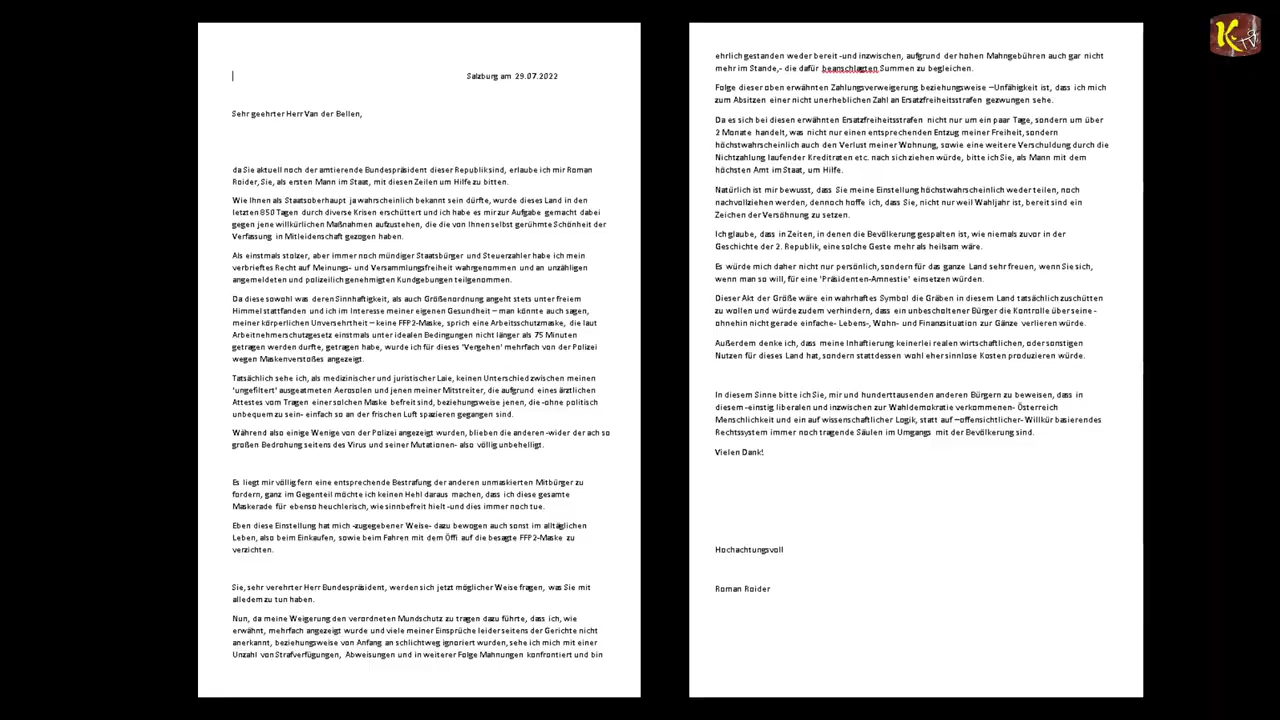 Salzburg am 29.07.2022
Sehr geehrter Herr Van der Bellen,
da Sie aktuell noch der amtierende Bundespräsident dieser Republik sind, erlaube ich mir Roman
Roider, Sie, als ersten Mann im Staat, mit diesen Zeilen um Hilfe zu bitten.
Wie Ihnen als Staatsoberhaupt ja wahrscheinlich bekannt sein dürfte, wurde dieses Land in den
letzten 850 Tagen durch diverse Krisen erschüttert und ich habe es mir zur Aufgabe gemacht dabei
gegen jene willkürlichen Maßnahmen aufzustehen, die die von Ihnen selbst gerühmte Schönheit der
Verfassung in Mitleidenschaft gezogen haben.
Als einstmals stolzer, aber immer noch mündiger Staatsbürger und Steuerzahler habe ich mein
verbrieftes Recht auf Meinungs- und Versammlungsfreiheit wahrgenommen und an unzähligen
angemeldeten und polizeilich genehmigten Kundgebungen teilgenommen.
Da diese sowohl was deren Sinnhaftigkeit, als auch Größenordnung angeht stets unter freiem
Himmel stattfanden und ich im Interesse meiner eigenen Gesundheit – man könnte auch sagen,
meiner körperlichen Unversehrtheit – keine FFP2-Maske, sprich eine Arbeitsschutzmaske, die laut
Arbeitnehmerschutzgesetz einstmals unter idealen Bedingungen nicht länger als 75 Minuten
getragen werden durfte, getragen habe, wurde ich für dieses 'Vergehen' mehrfach von der Polizei
wegen Maskenverstoßes angezeigt.
Tatsächlich sehe ich, als medizinischer und juristischer Laie, keinen Unterschied zwischen meinen
'ungefiltert' ausgeatmeten Aerosolen und jenen meiner Mitstreiter, die aufgrund eines ärztlichen
Attestes vom Tragen einer solchen Maske befreit sind, beziehungsweise jenen, die -ohne politisch
unbequem zu sein- einfach so an der frischen Luft spazieren gegangen sind.
Während also einige Wenige von der Polizei angezeigt wurden, blieben die anderen -wider der ach so
großen Bedrohung seitens des Virus und seiner Mutationen- also völlig unbehelligt.
Es liegt mir völlig fern eine entsprechende Bestrafung der anderen unmaskierten Mitbürger zu
fordern, ganz im Gegenteil möchte ich keinen Hehl daraus machen, dass ich diese gesamte
Maskerade für ebenso heuchlerisch, wie sinnbefreit hielt -und dies immer noch tue.
Eben diese Einstellung hat mich -zugegebener Weise- dazu bewogen auch sonst im alltäglichen
Leben, also beim Einkaufen, sowie beim Fahren mit dem Öffi auf die besagte FFP2-Maske zu
verzichten.
Sie, sehr verehrter Herr Bundespräsident, werden sich jetzt möglicher Weise fragen, was Sie mit
alledem zu tun haben.
Nun, da meine Weigerung den verordneten Mundschutz zu tragen dazu führte, dass ich, wie
erwähnt, mehrfach angezeigt wurde und viele meiner Einsprüche leider seitens der Gerichte nicht
anerkannt, beziehungsweise von Anfang an schlichtweg ignoriert wurden, sehe ich mich mit einer
Unzahl von Strafverfügungen, Abweisungen und in weiterer Folge Mahnungen konfrontiert und bin
ehrlich gestanden weder bereit -und inzwischen, aufgrund der hohen Mahngebühren auch gar nicht
mehr im Stande,- die dafür beanschlagten Summen zu begleichen.
Folge dieser oben erwähnten Zahlungsverweigerung beziehungsweise –Unfähigkeit ist, dass ich mich
zum Absitzen einer nicht unerheblichen Zahl an Ersatzfreiheitsstrafen gezwungen sehe.
Da es sich bei diesen erwähnten Ersatzfreiheitsstrafen nicht nur um ein paar Tage, sondern um über
2 Monate handelt, was nicht nur einen entsprechenden Entzug meiner Freiheit, sondern
höchstwahrscheinlich auch den Verlust meiner Wohnung, sowie eine weitere Verschuldung durch die
Nichtzahlung laufender Kreditraten etc. nach sich ziehen würde, bitte ich Sie, als Mann mit dem
höchsten Amt im Staat, um Hilfe.
Natürlich ist mir bewusst, dass Sie meine Einstellung höchstwahrscheinlich weder teilen, noch
nachvollziehen werden, dennoch hoffe ich, dass Sie, nicht nur weil Wahljahr ist, bereit sind ein
Zeichen der Versöhnung zu setzen.
Ich glaube, dass in Zeiten, in denen die Bevölkerung gespalten ist, wie niemals zuvor in der
Geschichte der 2. Republik, eine solche Geste mehr als heilsam wäre.
Es würde mich daher nicht nur persönlich, sondern für das ganze Land sehr freuen, wenn Sie sich,
wenn man so will, für eine 'Präsidenten-Amnestie' einsetzen würden.
Dieser Akt der Größe wäre ein wahrhaftes Symbol die Gräben in diesem Land tatsächlich zuschütten
zu wollen und würde zudem verhindern, dass ein unbescholtener Bürger die Kontrolle über seine -
ohnehin nicht gerade einfache- Lebens-, Wohn- und Finanzsituation zur Gänze verlieren würde.
Außerdem denke ich, dass meine Inhaftierung keinerlei realen wirtschaftlichen, oder sonstigen
Nutzen für dieses Land hat, sondern stattdessen wohl eher sinnlose Kosten produzieren würde.
In diesem Sinne bitte ich Sie, mir und hunderttausenden anderen Bürgern zu beweisen, dass in
diesem -einstig liberalen und inzwischen zur Wahldemokratie verkommenen- Österreich
Menschlichkeit und ein auf wissenschaftlicher Logik, statt auf –offensichtlicher- Willkür basierendes
Rechtssystem immer noch tragende Säulen im Umgang mit der Bevölkerung sind.
Vielen Dank!
Hochachtungsvoll
Roman Roider